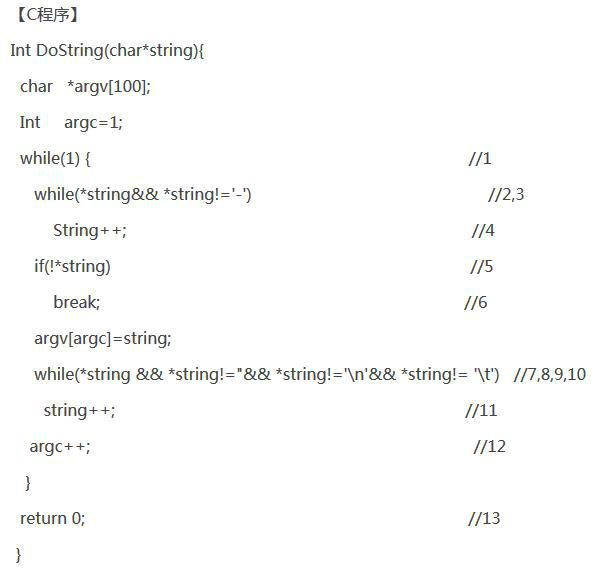 【C程序】
Int DoString(char*string){
char *argv[100];
Int argc=1;
while(1) { //1
while(*string&& *string!='-') //2,3
String++; //4
if(!*string) //5
break; //6
argv[argc]=string;
while(*string && *string!=''&& *string!='\n'&& *string!= '\t') //7,8,9,10
string++; //11
argc++; //12
}
return 0; //13
}